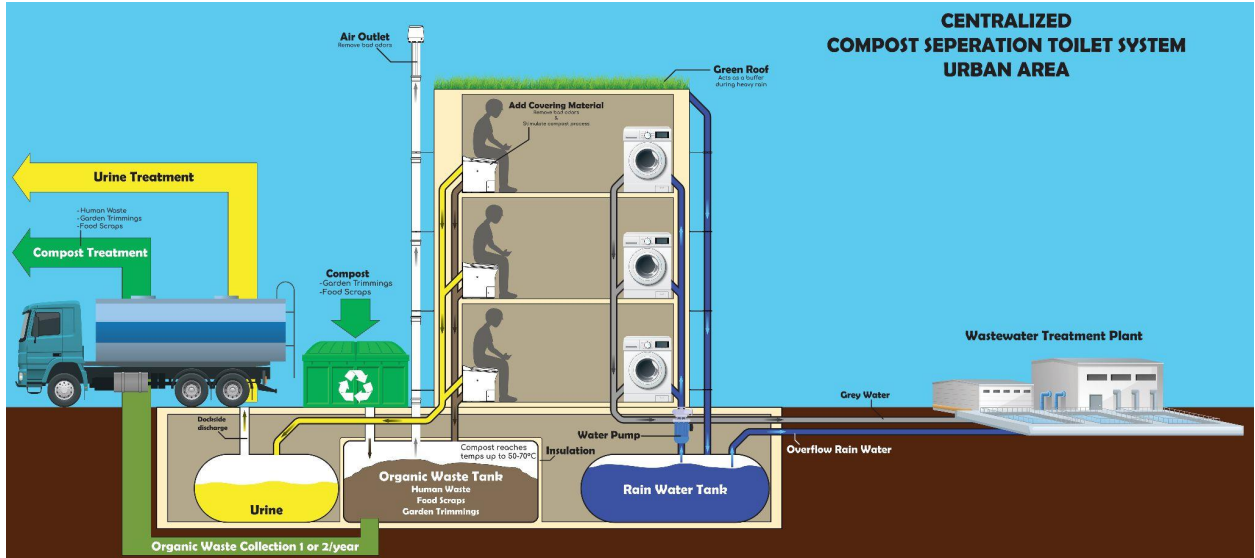 CENTRALIZED
COMPOST SEPERATION TOILET SYSTEM
URBAN AREA
Air Outlet
Remove bad odors
Green Roof
Acts as a buffer
during heavy rain
Add Covering Material
Remove bad odors
&
Stimulate compost process
Urine Treatment
-Human Waste
-Garden Trimmings
-Food Scraps
Compost Treatment
Compost
-Garden Trimmings
-Food Scraps
Wastewater Treatment Plant
Grey Water
Dockside
discharge
Water Pump
Overflow Rain Water
Compost reaches
temps up to 50-70°C
Insulation
Organic Waste Tank
Human Waste
Food Scraps
Garden Trimmings
Rain Water Tank
Urine
Organic Waste Collection 1 or 2/year